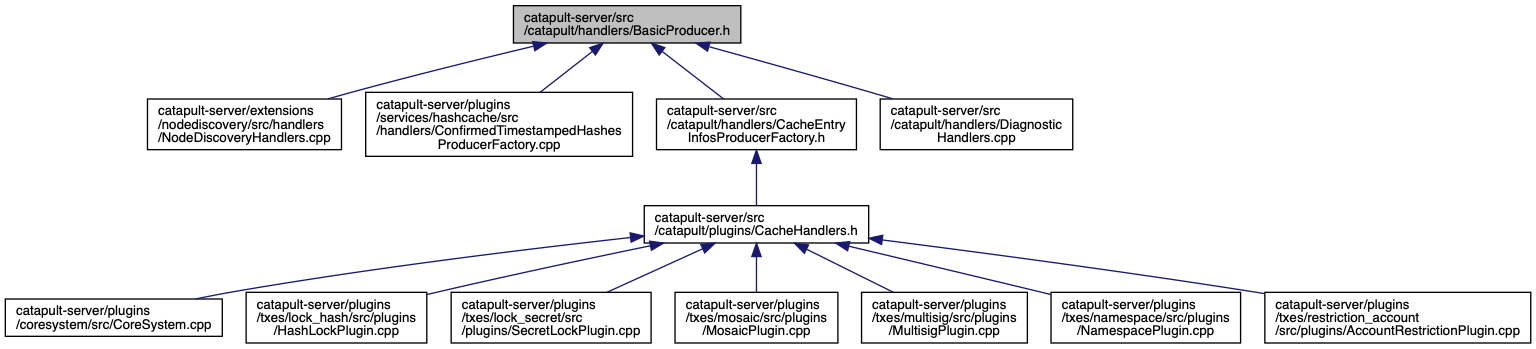 catapult-server/src
/catapult/handlers/BasicProducer.h
catapult-server/extensions
/nodediscovery/src/handlers
/NodeDiscoveryHandlers.cpp
catapult-server/plugins
/services/hashcache/src
/handlers/ConfirmedTimestampedHashes
ProducerFactory.cpp
catapult-server/src
/catapult/handlers/CacheEntry
InfosProducerFactory.h
catapult-server/src
/catapult/handlers/Diagnostic
Handlers.cpp
catapult-server/src
/catapult/plugins/CacheHandlers.h
catapult-server/plugins
/coresystem/src/CoreSystem.cpp
catapult-server/plugins
/txes/lock_hash/src/plugins
/HashLockPlugin.cpp
catapult-server/plugins
/txes/lock_secret/src
/plugins/SecretLockPlugin.cpp
catapult-server/plugins
/txes/mosaic/src/plugins
/MosaicPlugin.cpp
catapult-server/plugins
/txes/multisig/src/plugins
/MultisigPlugin.cpp
catapult-server/plugins
/txes/namespace/src/plugins
/NamespacePlugin.cpp
catapult-server/plugins
/txes/restriction_account
/src/plugins/AccountRestrictionPlugin.cpp